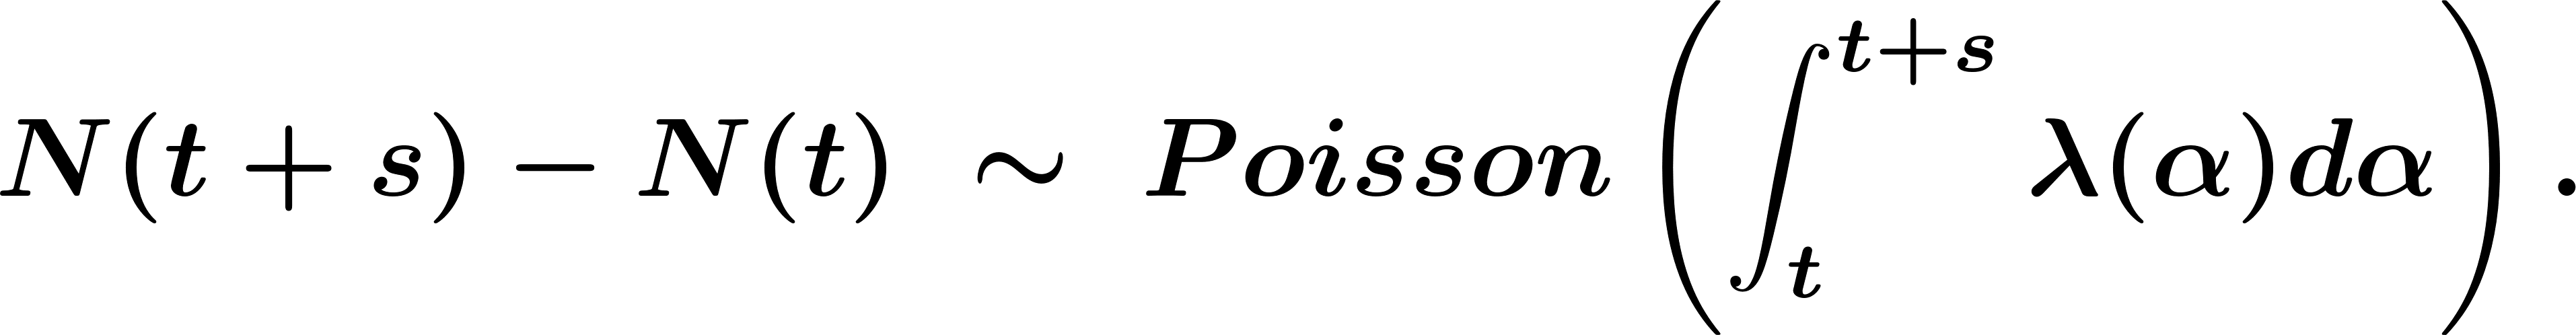 N(t + s) − N(t) ∼ Poisson(∫_t^{t+s} λ(α)dα) .